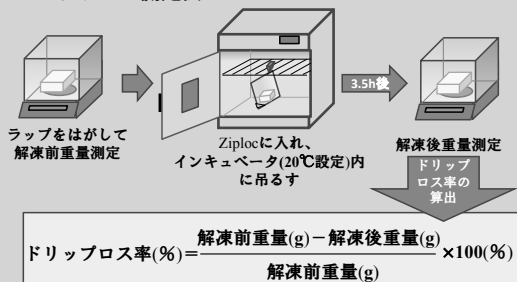 ラップをはがして
解凍前重量測定
Ziplocに入れ、
インキュベータ(20℃設定)内
に吊るす
3.5h後
解凍後重量測定
ドリップ
ロス率の
算出
ドリップロス率(%)=解凍前重量(g)-解凍後重量(g)/解凍前重量(g)×100(%)